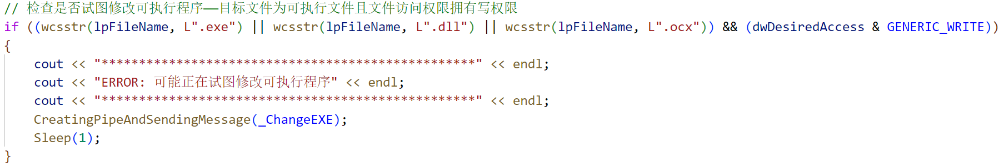 // 检查是否试图修改可执行程序——目标文件为可执行文件且文件访问权限拥有写权限
if ((wcsstr(lpFileName, L".exe") || wcsstr(lpFileName, L".dll") || wcsstr(lpFileName, L".ocx")) && (dwDesiredAccess & GENERIC_WRITE))
{
    cout << "**************************************************" << endl;
    cout << "ERROR: 可能正在试图修改可执行程序" << endl;
    cout << "**************************************************" << endl;
    CreatingPipeAndSendingMessage(_ChangeEXE);
    Sleep(1);
}